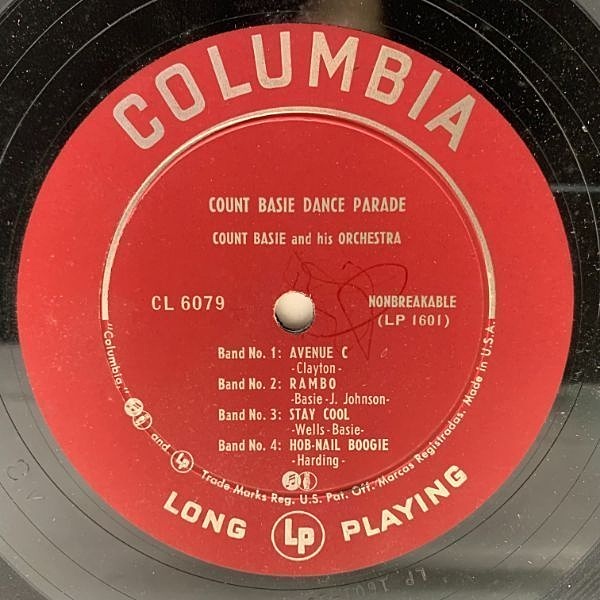 COLUMBIA
COUNT BASIE DANCE PARADE
COUNT BASIE and his ORCHESTRA
CL 6079
NONBREAKABLE
(LP 1601)
Band No. 1: AVENUE C
-Clayton-
Band No. 2: RAMBO
-Basie-J. Johnson-
Band No. 3: STAY COOL
-Wells-Basie-
Band No. 4: HOB-NAIL BOOGIE
-Harding-
"Columbia," and LP Trade Marks Reg. U.S. Pat. Off. Marcas Registradas. Made in U.S.A.
LONG LP PLAYING